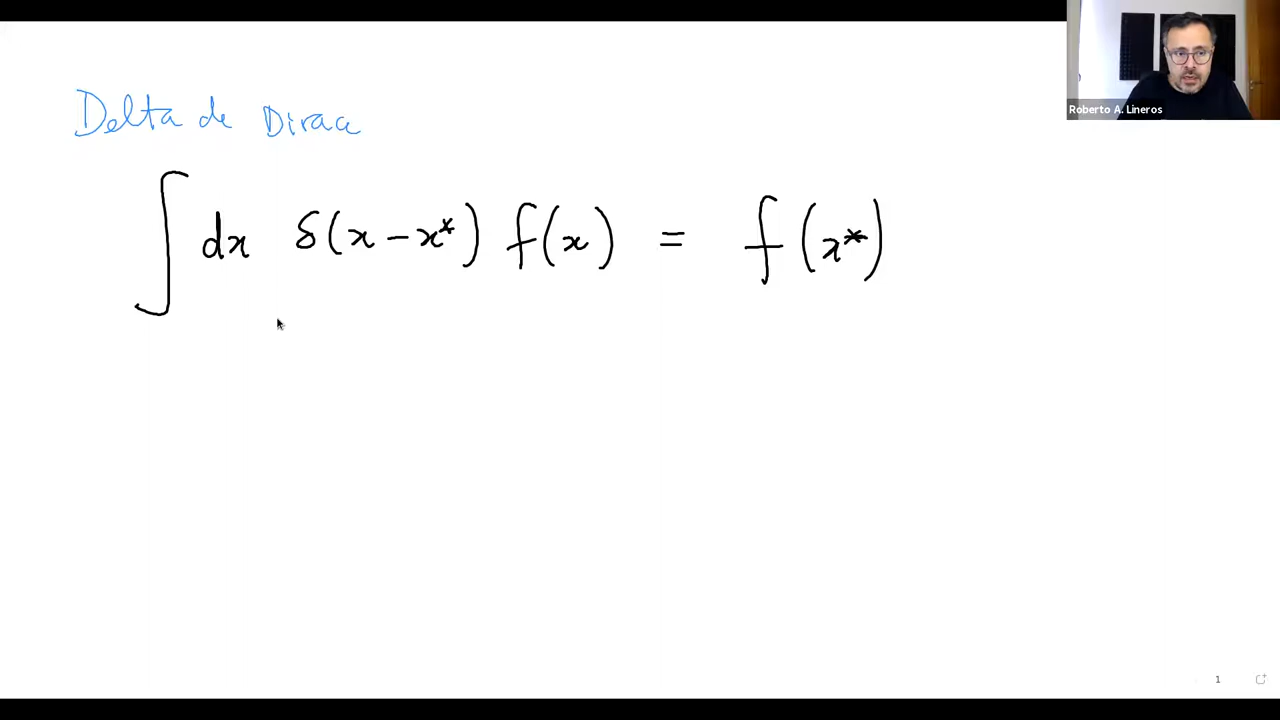 Roberto A. Lineros
Delta de Dirac
∫ dx δ(x − x*) f(x) = f(x*)
1